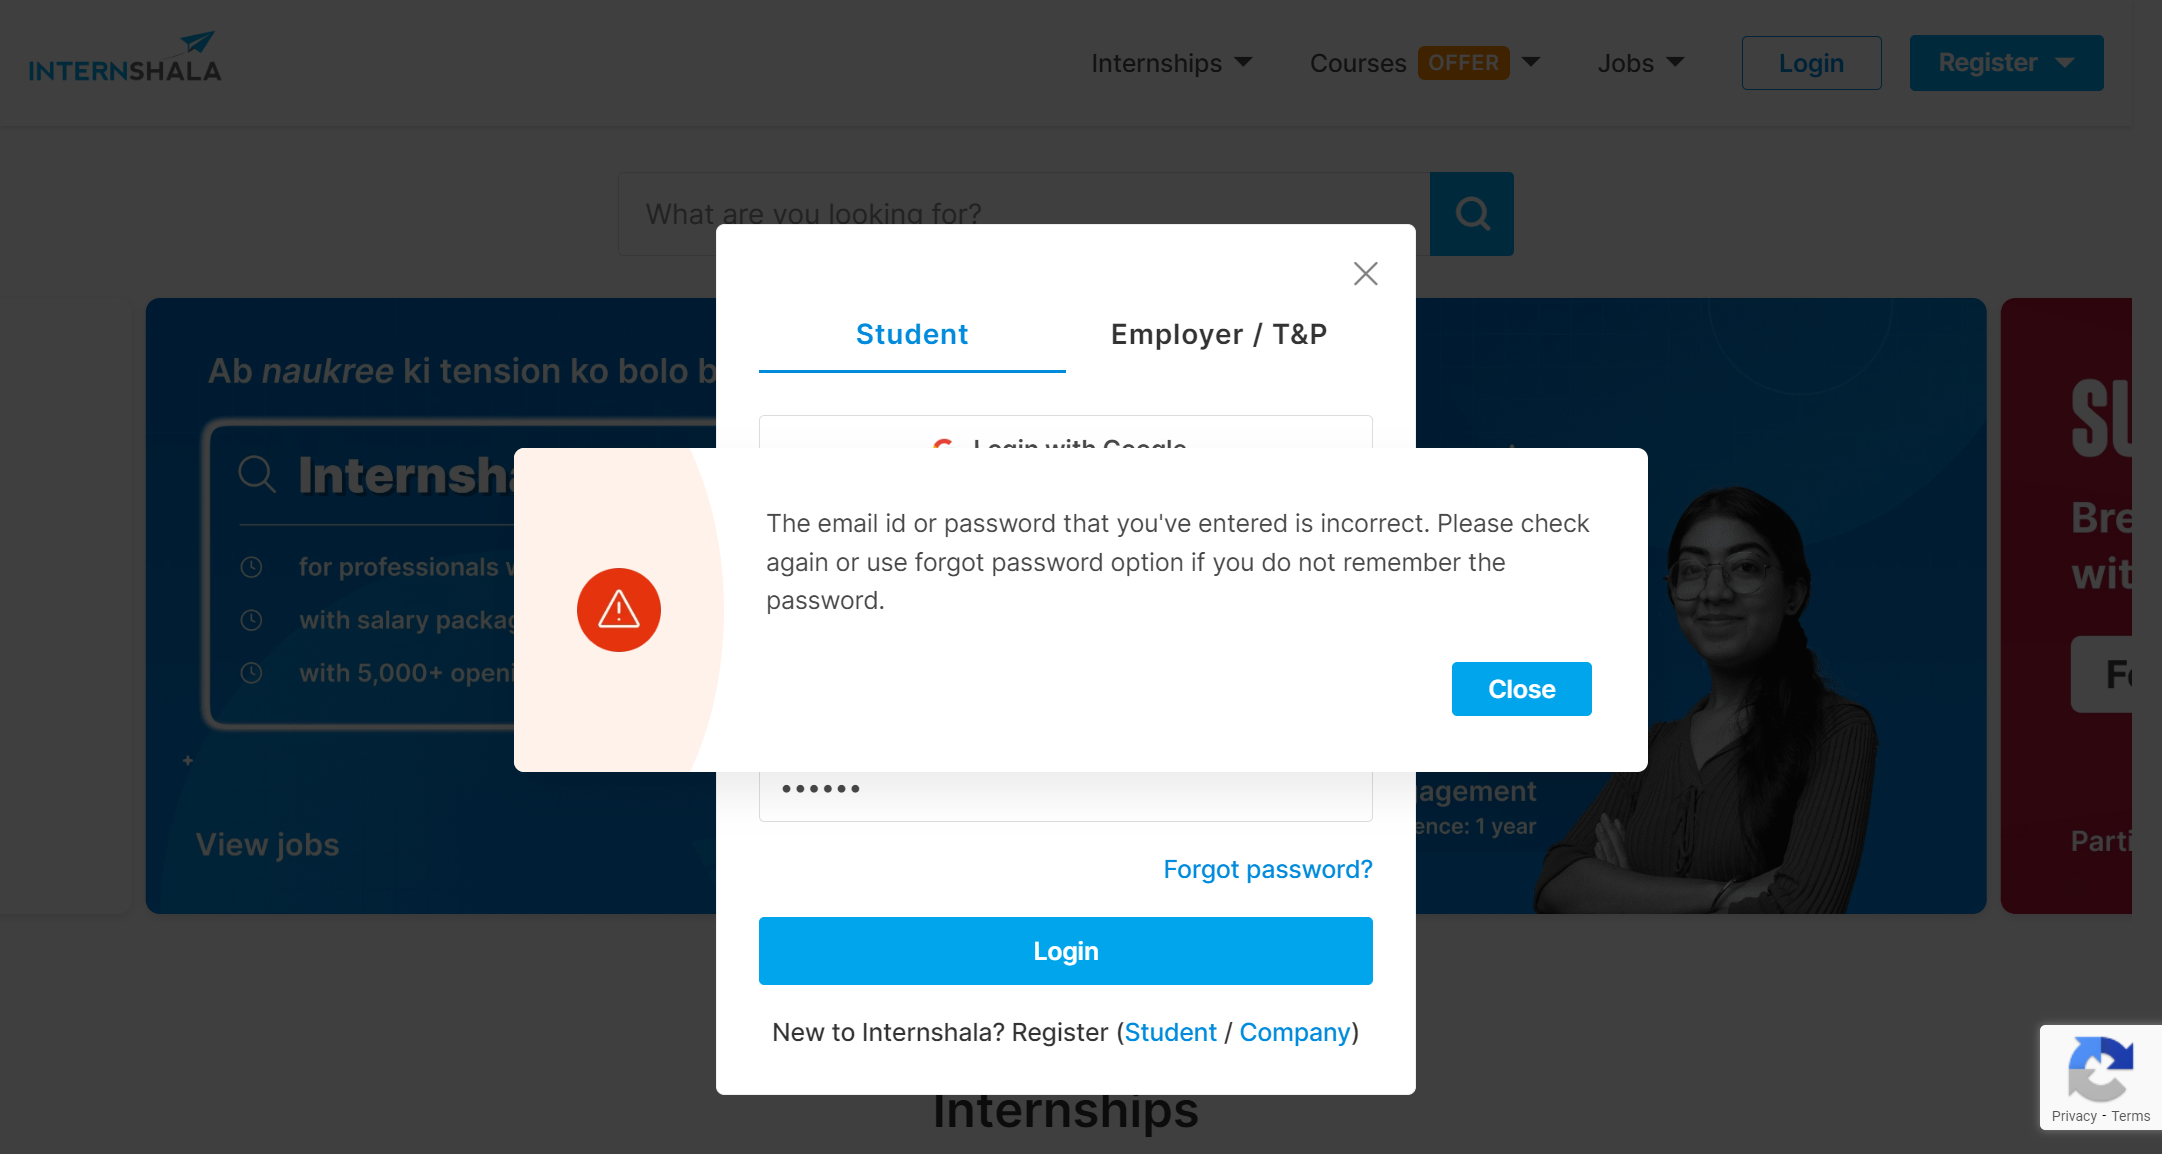 INTERNSHALA
Internships
Courses OFFER
Jobs
Login
Register
What are you looking for?
Student
Employer / T&P
Ab naukree ki tension ko bolo b
Login with Google
Internsha
for professionals w
with salary packag
with 5,000+ openi
View jobs
The email id or password that you've entered is incorrect. Please check
again or use forgot password option if you do not remember the
password.
Close
••••••
Forgot password?
Login
New to Internshala? Register (Student / Company)
agement
ence: 1 year
Bre
wit
Parti
Internships
Privacy - Terms